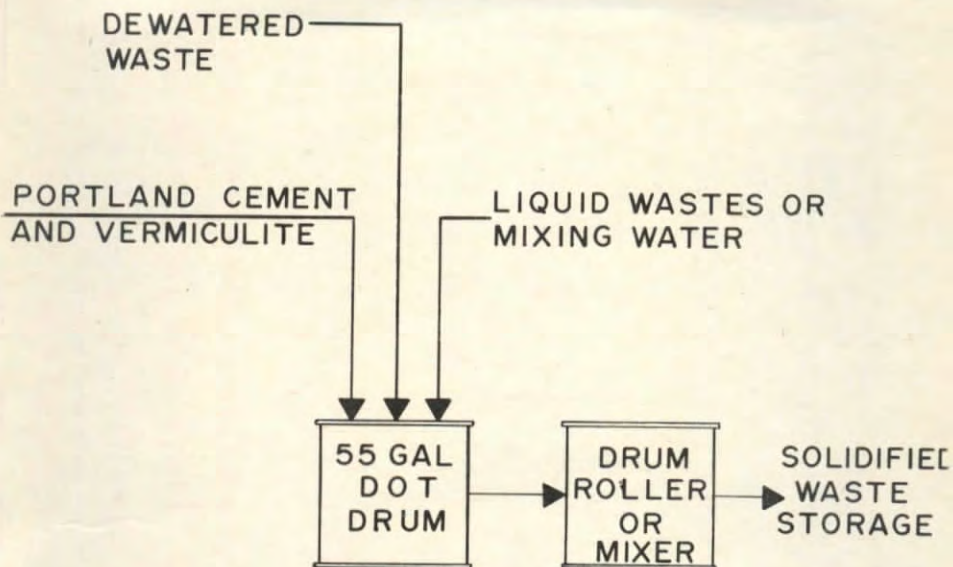 DEWATERED
WASTE
PORTLAND CEMENT
AND VERMICULITE
LIQUID WASTES OR
MIXING WATER
55 GAL
DOT
DRUM
DRUM
ROLLER
OR
MIXER
SOLIDIFIED
WASTE
STORAGE